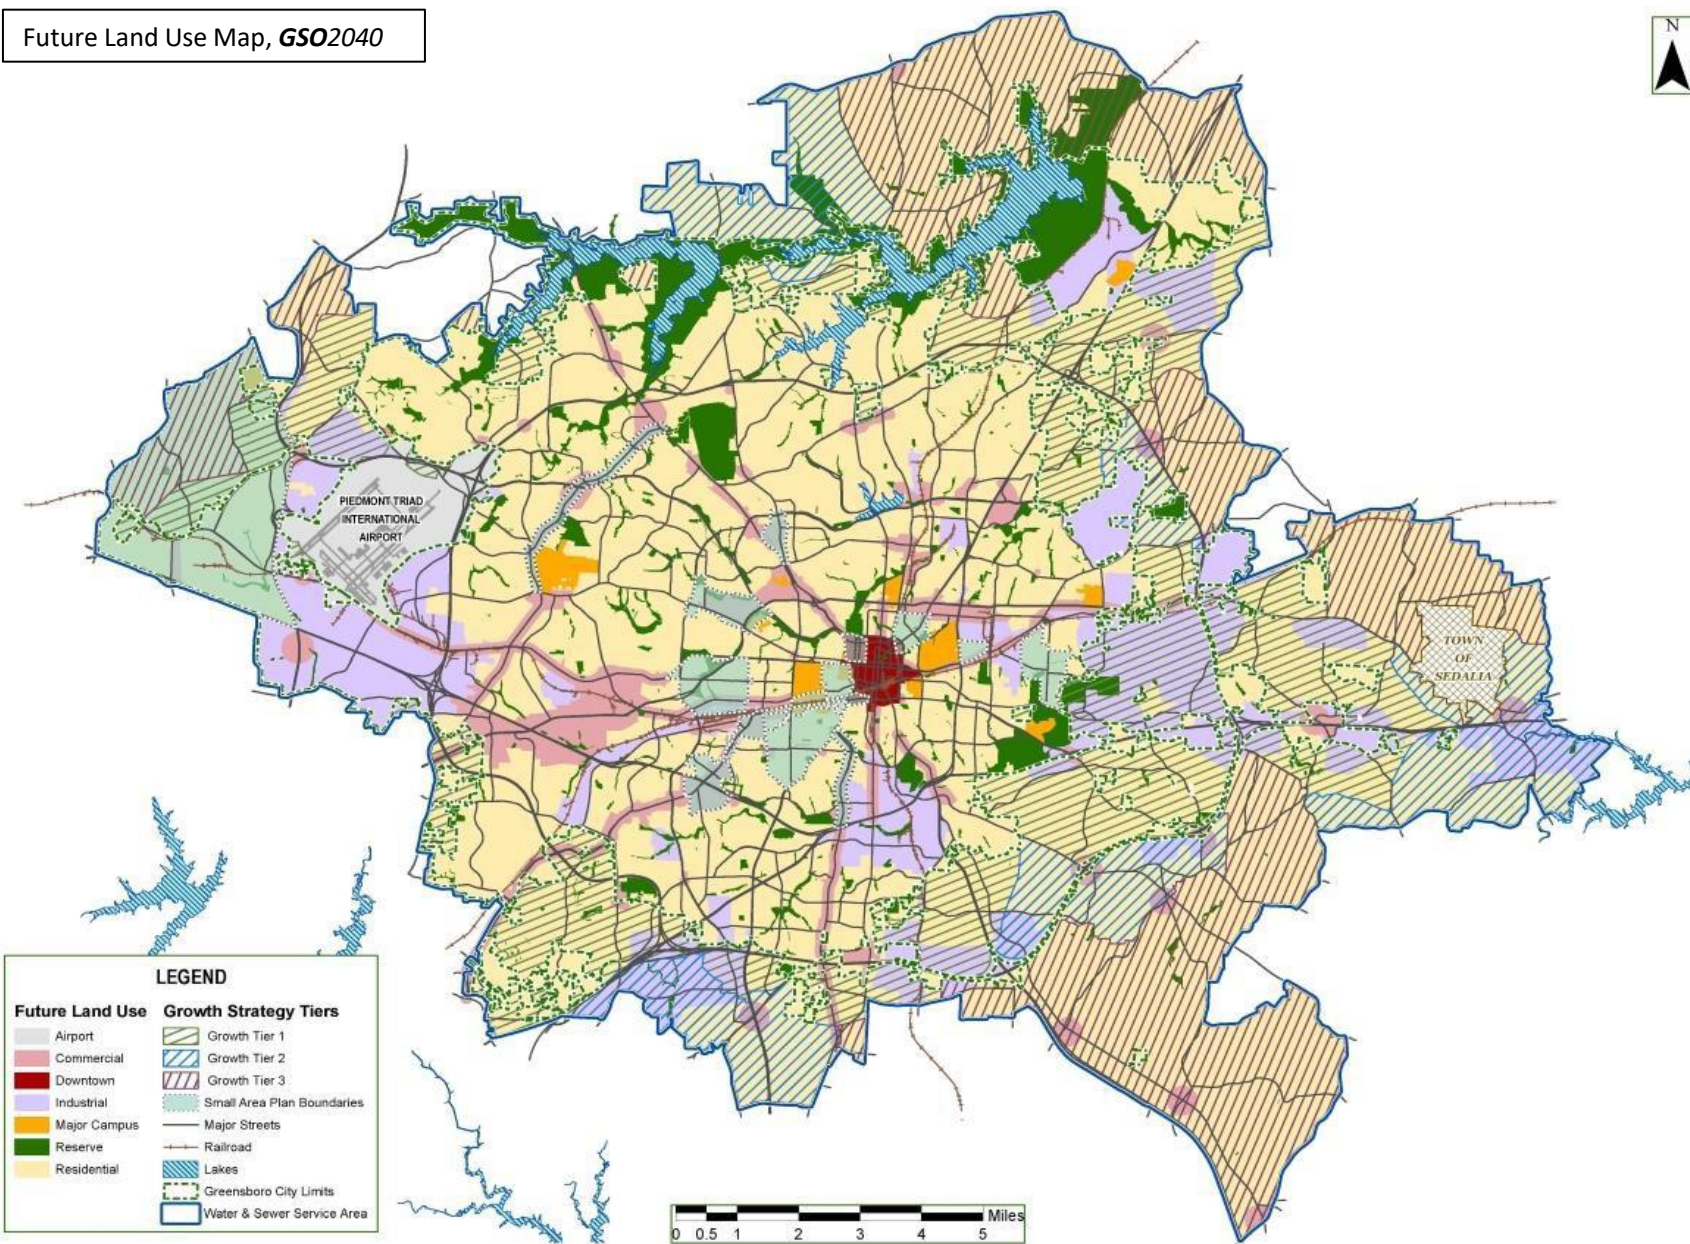 Future Land Use Map, GSO2040
N
PIEDMONT TRIAD
INTERNATIONAL
AIRPORT
TOWN
OF
SEDALIA
LEGEND
Future Land Use
Airport
Commercial
Downtown
Industrial
Major Campus
Reserve
Residential
Growth Strategy Tiers
Growth Tier 1
Growth Tier 2
Growth Tier 3
Small Area Plan Boundaries
Major Streets
Railroad
Lakes
Greensboro City Limits
Water & Sewer Service Area
Miles
0 0.5 1 2 3 4 5